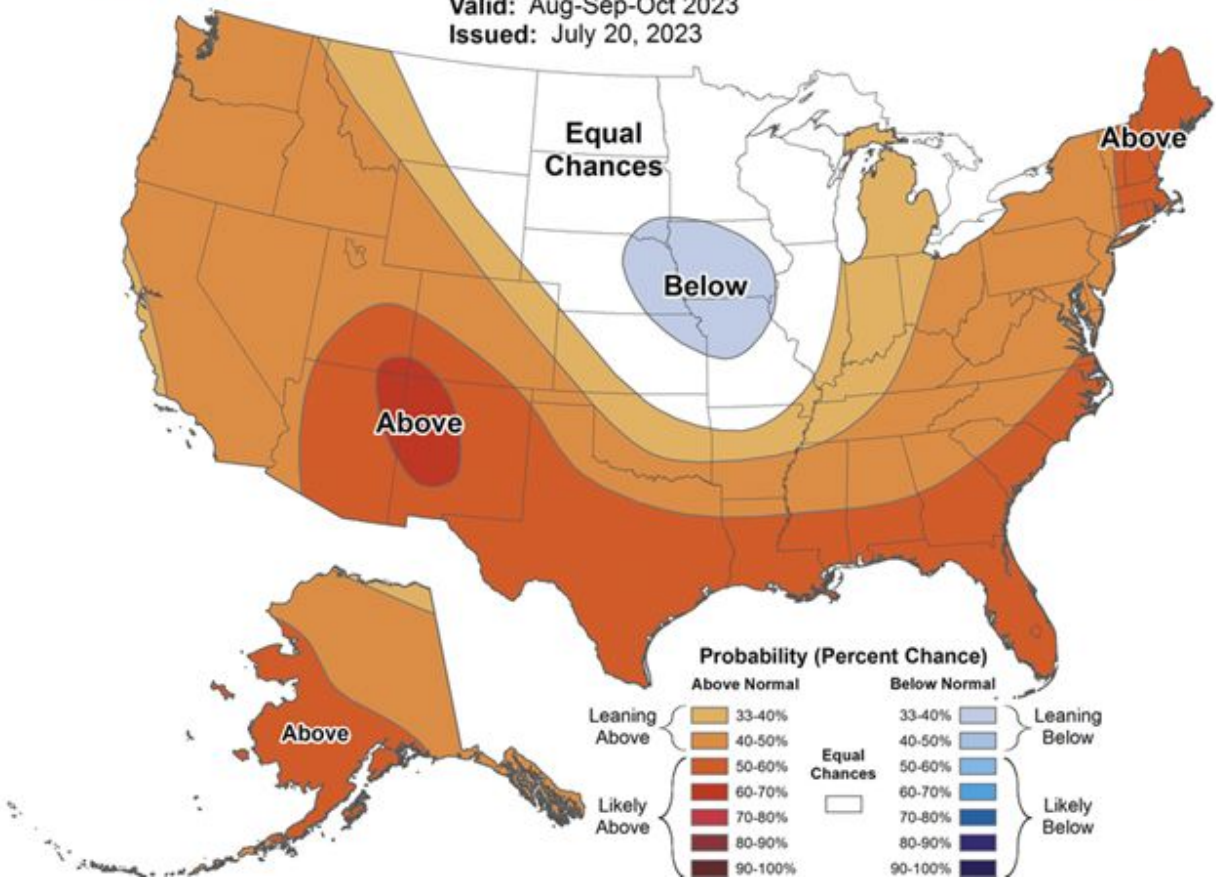 Valid: Aug-Sep-Oct 2023
Issued: July 20, 2023
Equal
Chances
Above
Below
Above
Above
Probability (Percent Chance)
Above Normal
Below Normal
Leaning
Above
33-40%
40-50%
Likely
Above
50-60%
60-70%
70-80%
80-90%
90-100%
Equal
Chances
33-40%
40-50%
Leaning
Below
50-60%
60-70%
70-80%
80-90%
90-100%
Likely
Below